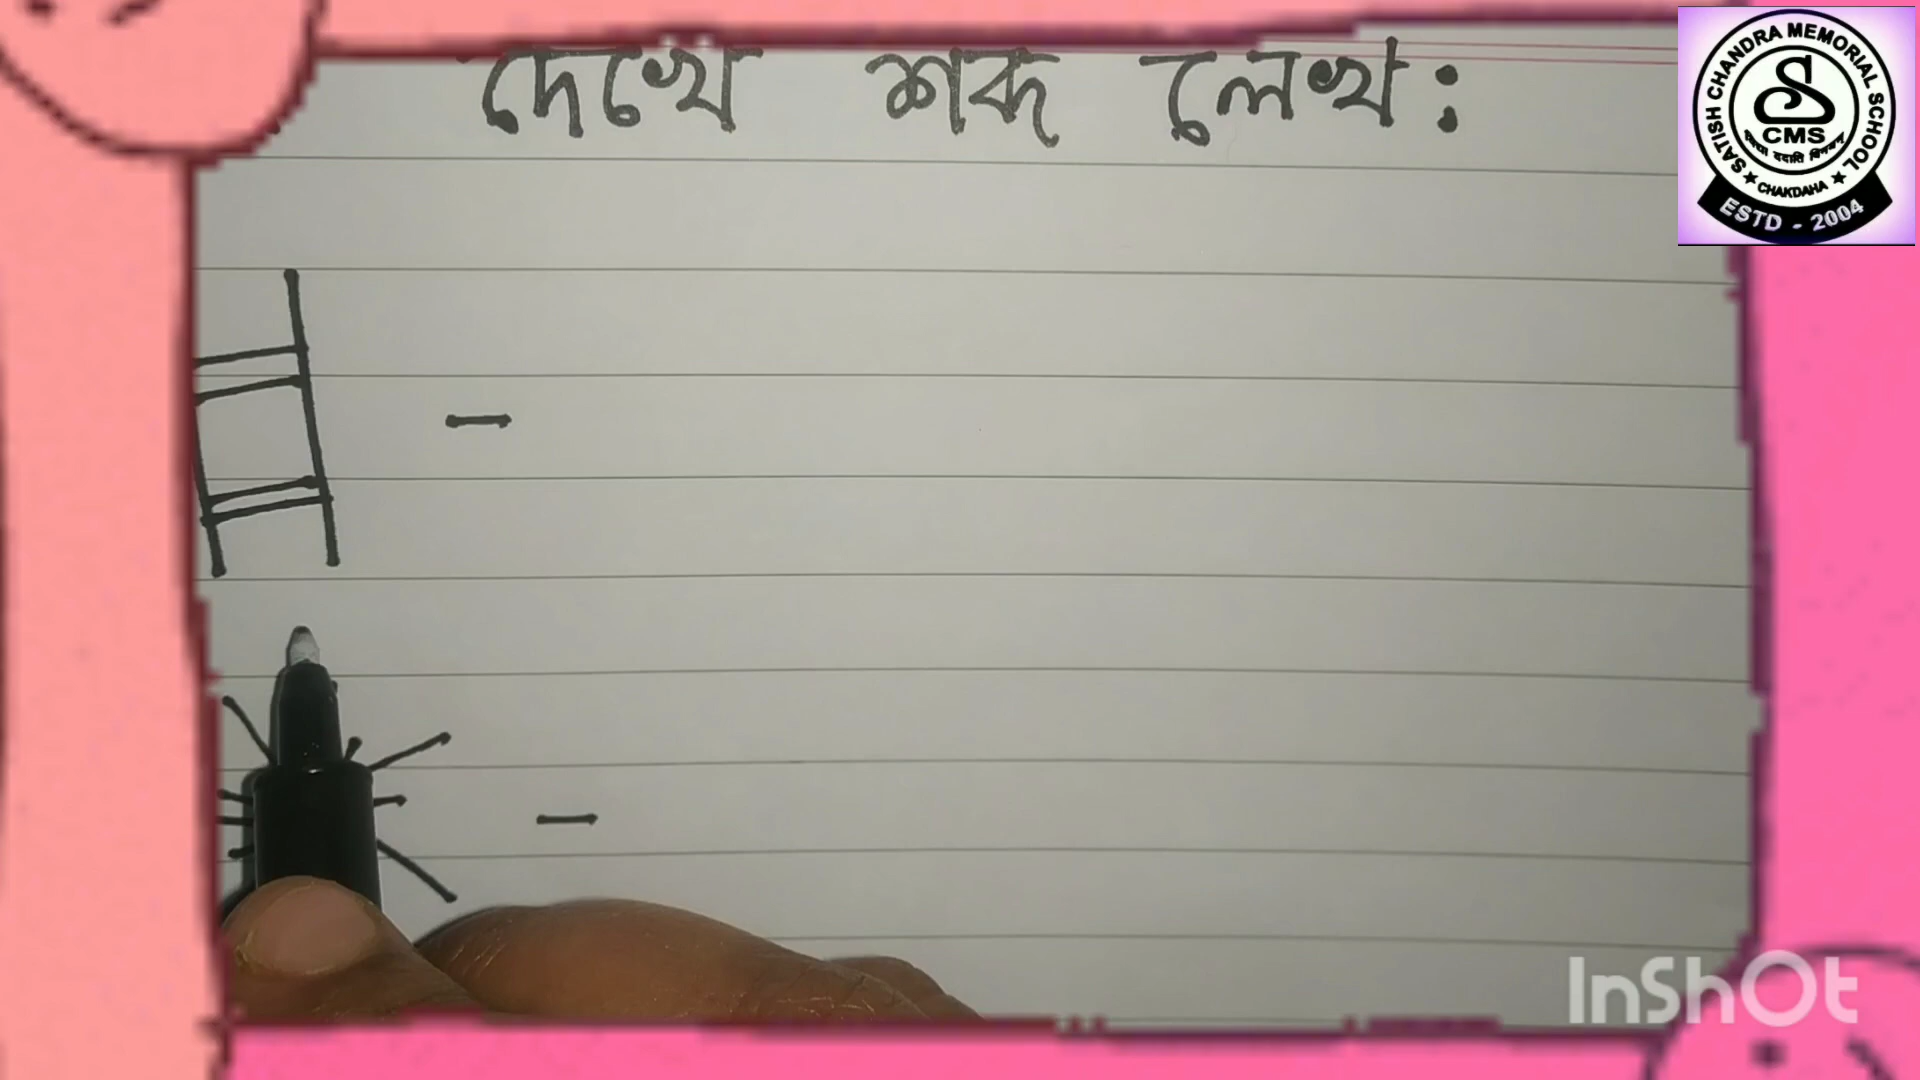 দেখে শব্দ লেখ :
-
-
SATISH CHANDRA MEMORIAL SCHOOL
S
CMS
CHAKDAHA
ESTD - 2004
InShOt